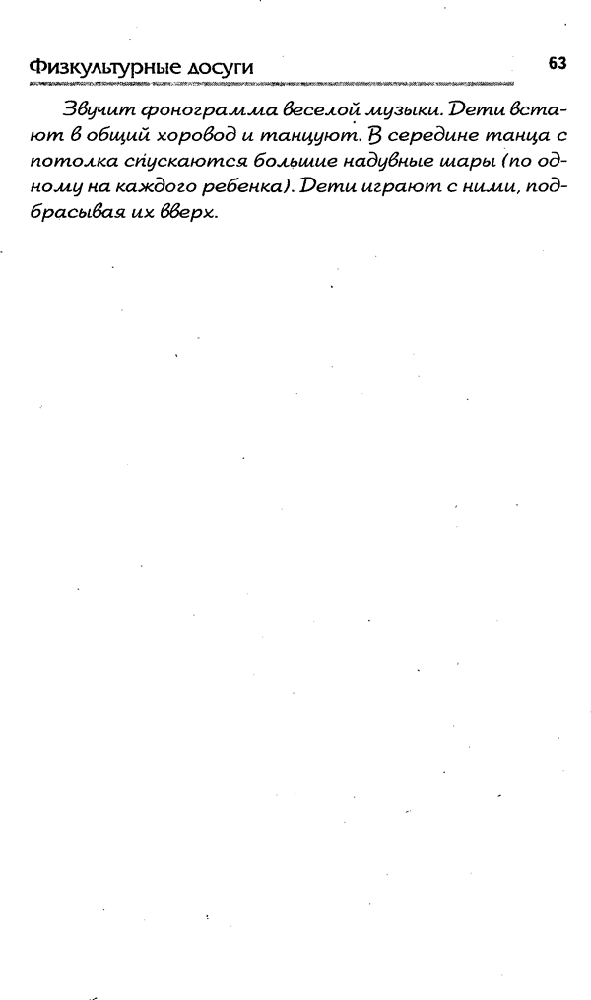 Физкультурные досуги 63
Звучит фонограмма веселой музыки. Дети вста-
ют в общий хоровод и танцуют. В середине танца с
потолка спускаются большие надувные шары (по од-
ному на каждого ребенка). Дети играют с ними, под-
брасывая их вверх.